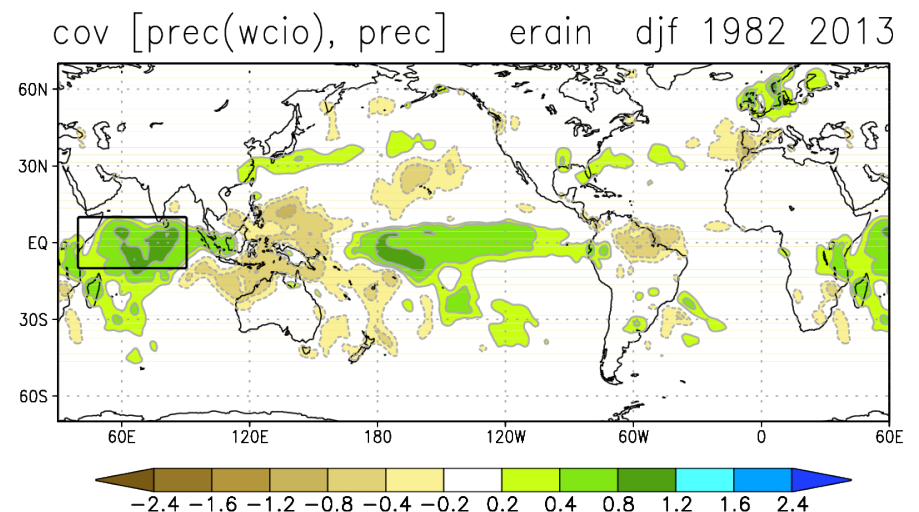 cov [prec(wcio), prec] erain djf 1982 2013
60N
30N
EQ
30S
60S
60E 120E 180 120W 60W 0 60E
-2.4 -1.6 -1.2 -0.8 -0.4 -0.2 0.2 0.4 0.8 1.2 1.6 2.4